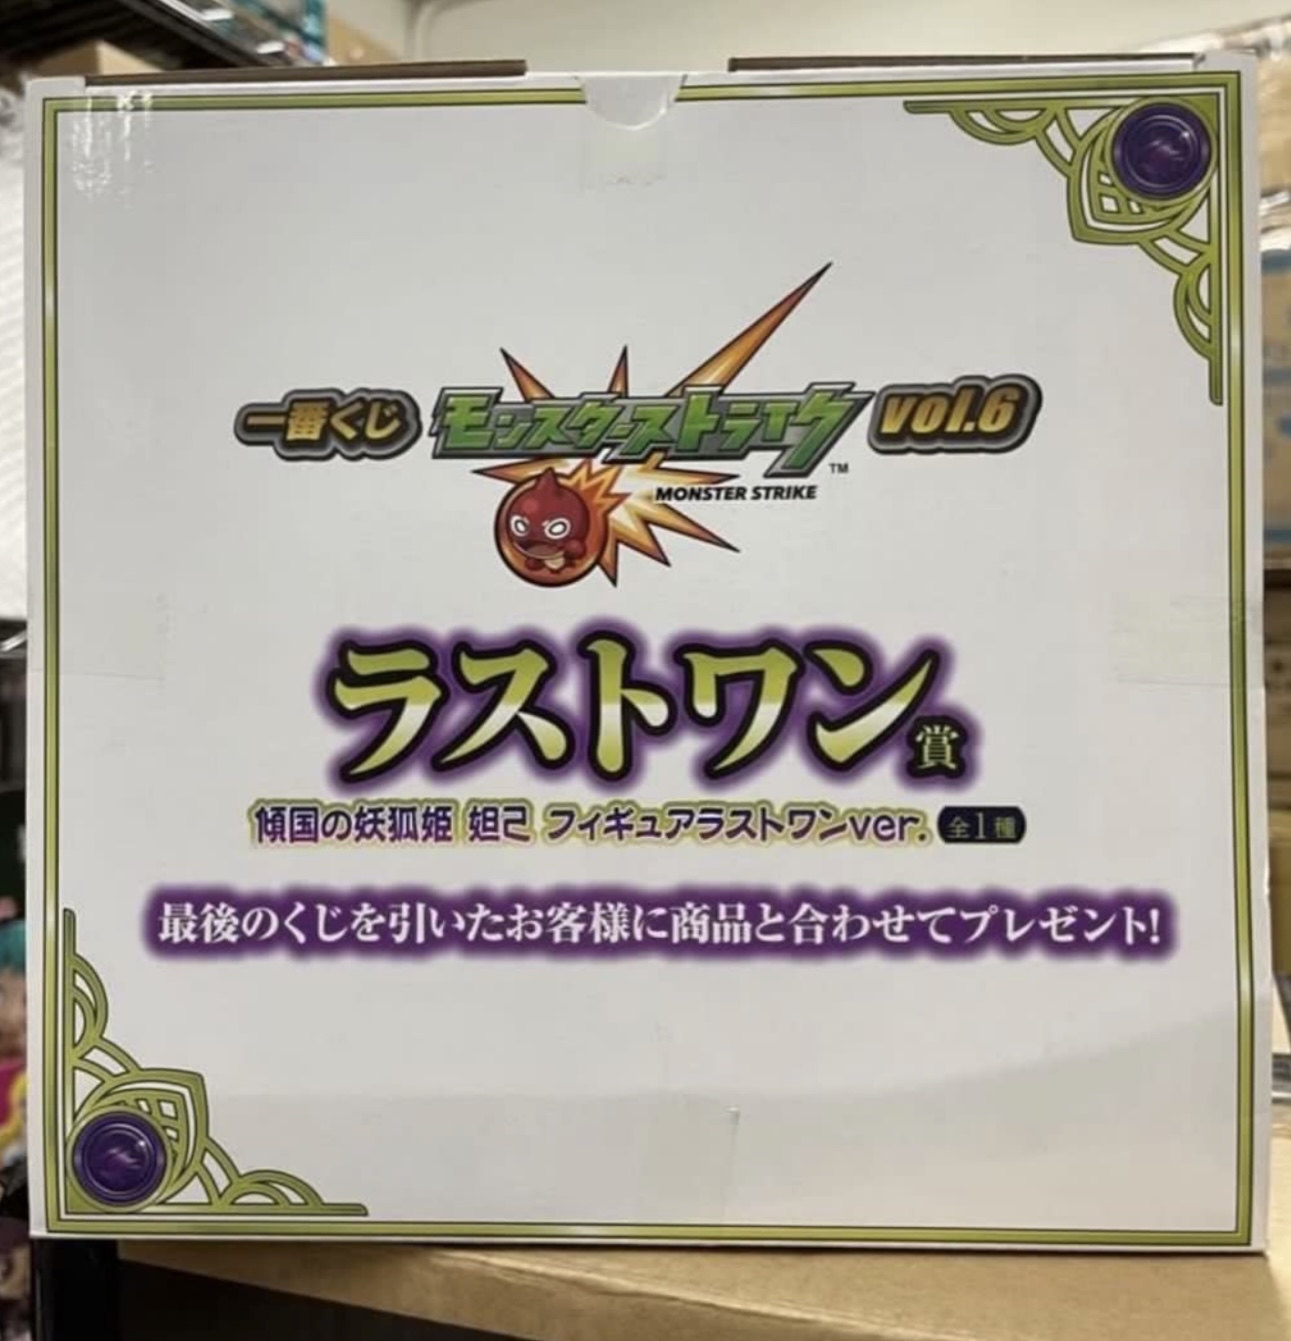 一番くじ モンスターストライク vol.6
TM
MONSTER STRIKE
ラストワン賞
傾国の妖狐姫 妲己 フィギュアラストワンver. 全1種
最後のくじを引いたお客様に商品と合わせてプレゼント!